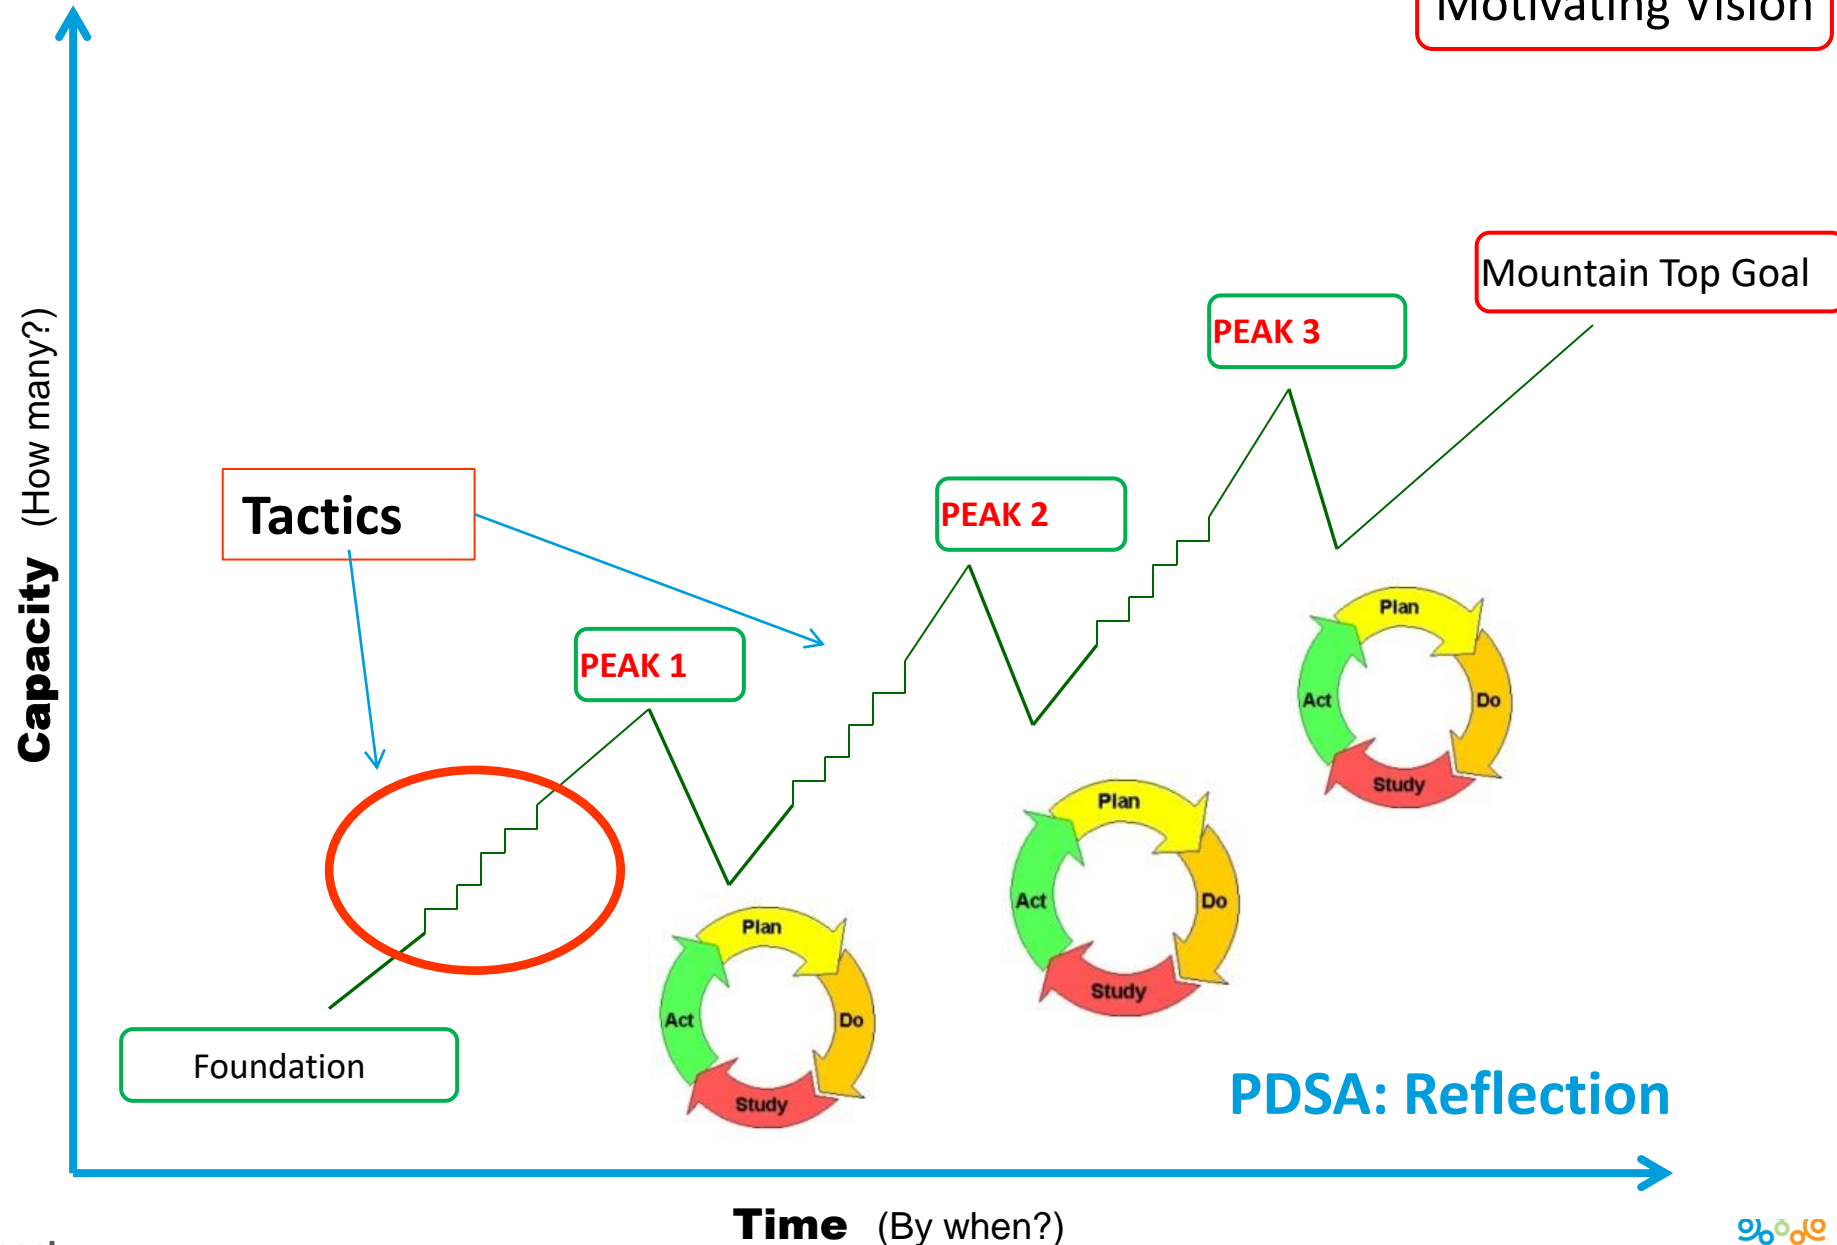 Motivating Vision
Mountain Top Goal
PEAK 3
PEAK 2
Tactics
PEAK 1
Capacity (How many?)
Plan
Do
Study
Act
Plan
Do
Study
Act
Plan
Do
Study
Act
Foundation
PDSA: Reflection
Time (By when?)